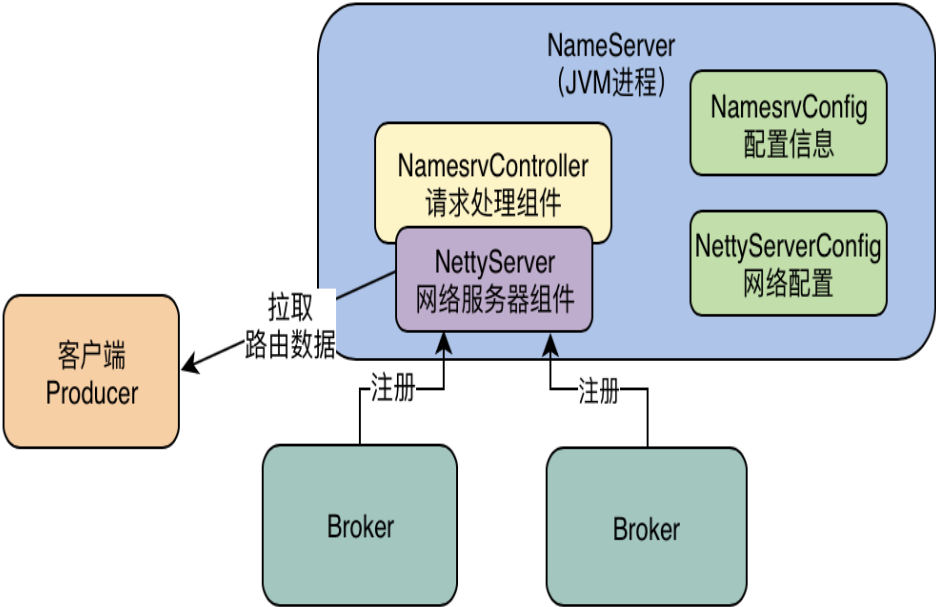 NameServer
（JVM进程）
NamesrvConfig
配置信息
NamesrvController
请求处理组件
NettyServerConfig
网络配置
NettyServer
网络服务器组件
拉取
路由数据
客户端
Producer
注册
注册
Broker
Broker